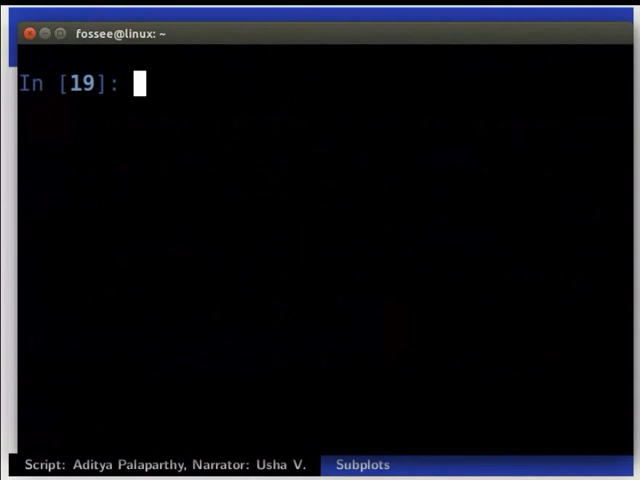 fossee@linux: ~
In [19]:
Script: Aditya Palaparthy, Narrator: Usha V.
Subplots